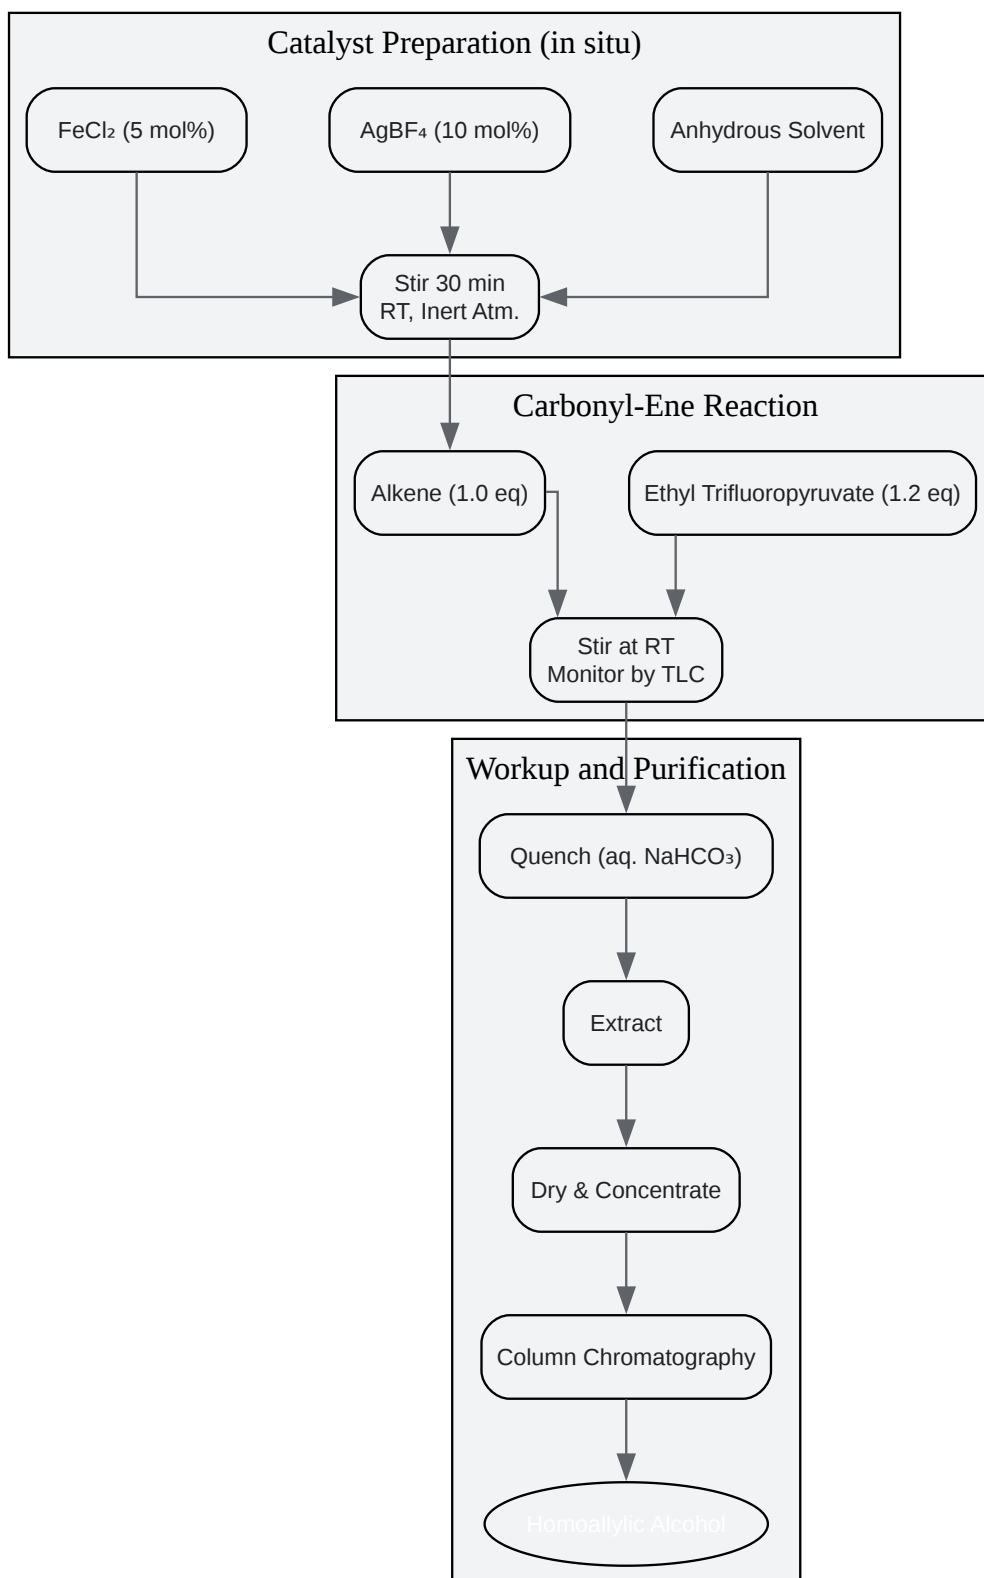 Catalyst Preparation (in situ)
FeCl₂ (5 mol%)
AgBF₄ (10 mol%)
Anhydrous Solvent
Stir 30 min
RT, Inert Atm.
Carbonyl-Ene Reaction
Alkene (1.0 eq)
Ethyl Trifluoropyruvate (1.2 eq)
Stir at RT
Monitor by TLC
Workup and Purification
Quench (aq. NaHCO₃)
Extract
Dry & Concentrate
Column Chromatography
Homoallylic Alcohol